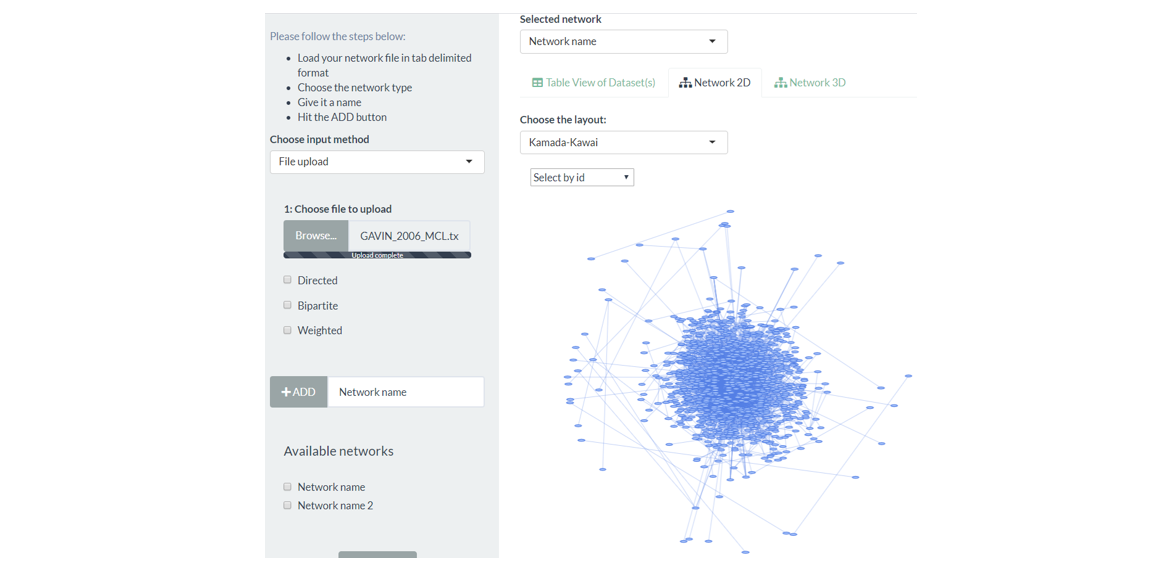 Please follow the steps below:
Load your network file in tab delimited
format
Choose the network type
Give it a name
Hit the ADD button
Choose input method
File upload
1: Choose file to upload
Browse... GAVIN_2006_MCL.tx
Upload complete
Directed
Bipartite
Weighted
+ADD Network name
Available networks
Network name
Network name 2
Selected network
Network name
Table View of Dataset(s) Network 2D Network 3D
Choose the layout:
Kamada-Kawai
Select by id